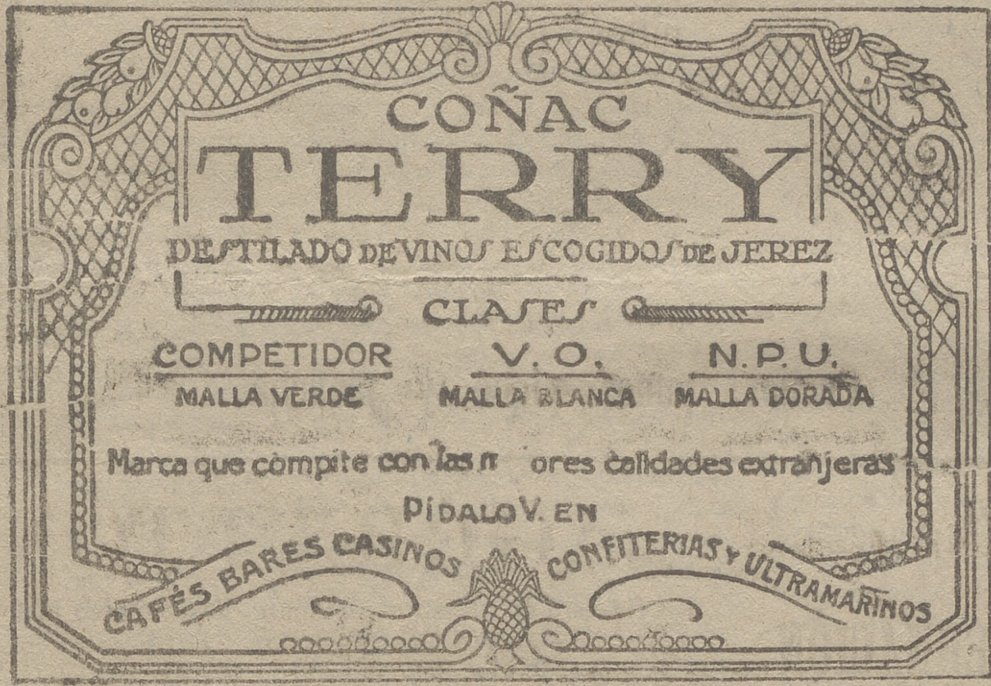 COÑAC
TERRY
DESTILADO DE VINOS ESCOGIDOS DE JEREZ
CLASES
COMPETIDOR V. O. N. P. U.
MALLA VERDE MALLA BLANCA MALLA DORADA
Marca que compite con las ores calidades extranjeras
PÍDALO V. EN
CAFÉS BARES CASINOS CONFITERIAS Y ULTRAMARINOS